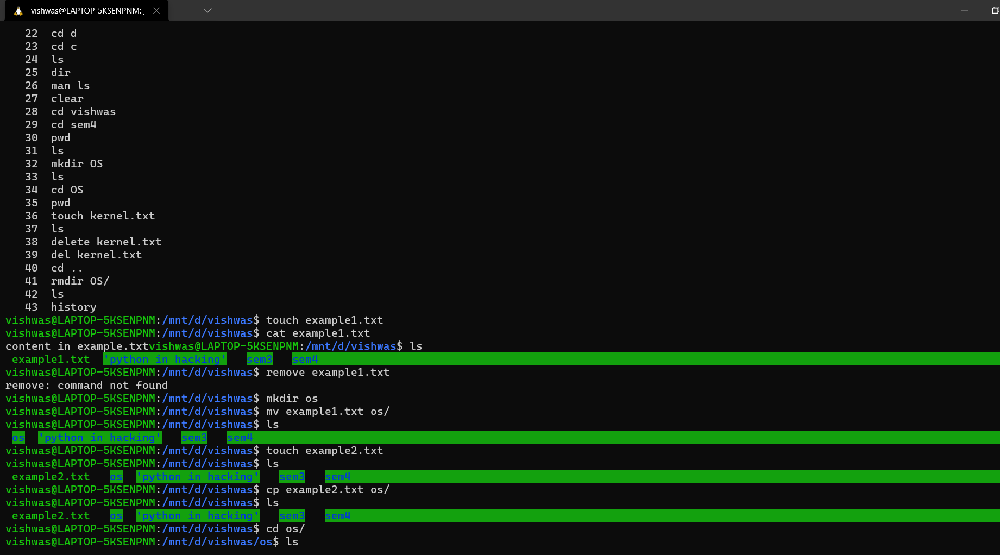 vishwas@LAPTOP-5KSENPNM: .
22 cd d
23 cd c
24 ls
25 dir
26 man ls
27 clear
28 cd vishwas
29 cd sem4
30 pwd
31 ls
32 mkdir OS
33 ls
34 cd OS
35 pwd
36 touch kernel.txt
37 ls
38 delete kernel.txt
39 del kernel.txt
40 cd ..
41 rmdir OS/
42 ls
43 history
vishwas@LAPTOP-5KSENPNM:/mnt/d/vishwas$ touch example1.txt
vishwas@LAPTOP-5KSENPNM:/mnt/d/vishwas$ cat example1.txt
content in example.txtvishwas@LAPTOP-5KSENPNM:/mnt/d/vishwas$ ls
example1.txt 'python in hacking' sem3 sem4
vishwas@LAPTOP-5KSENPNM:/mnt/d/vishwas$ remove example1.txt
remove: command not found
vishwas@LAPTOP-5KSENPNM:/mnt/d/vishwas$ mkdir os
vishwas@LAPTOP-5KSENPNM:/mnt/d/vishwas$ mv example1.txt os/
vishwas@LAPTOP-5KSENPNM:/mnt/d/vishwas$ ls
os 'python in hacking' sem3 sem4
vishwas@LAPTOP-5KSENPNM:/mnt/d/vishwas$ touch example2.txt
vishwas@LAPTOP-5KSENPNM:/mnt/d/vishwas$ ls
example2.txt os 'python in hacking' sem3 sem4
vishwas@LAPTOP-5KSENPNM:/mnt/d/vishwas$ cp example2.txt os/
vishwas@LAPTOP-5KSENPNM:/mnt/d/vishwas$ ls
example2.txt os 'python in hacking' sem3 sem4
vishwas@LAPTOP-5KSENPNM:/mnt/d/vishwas$ cd os/
vishwas@LAPTOP-5KSENPNM:/mnt/d/vishwas/os$ ls